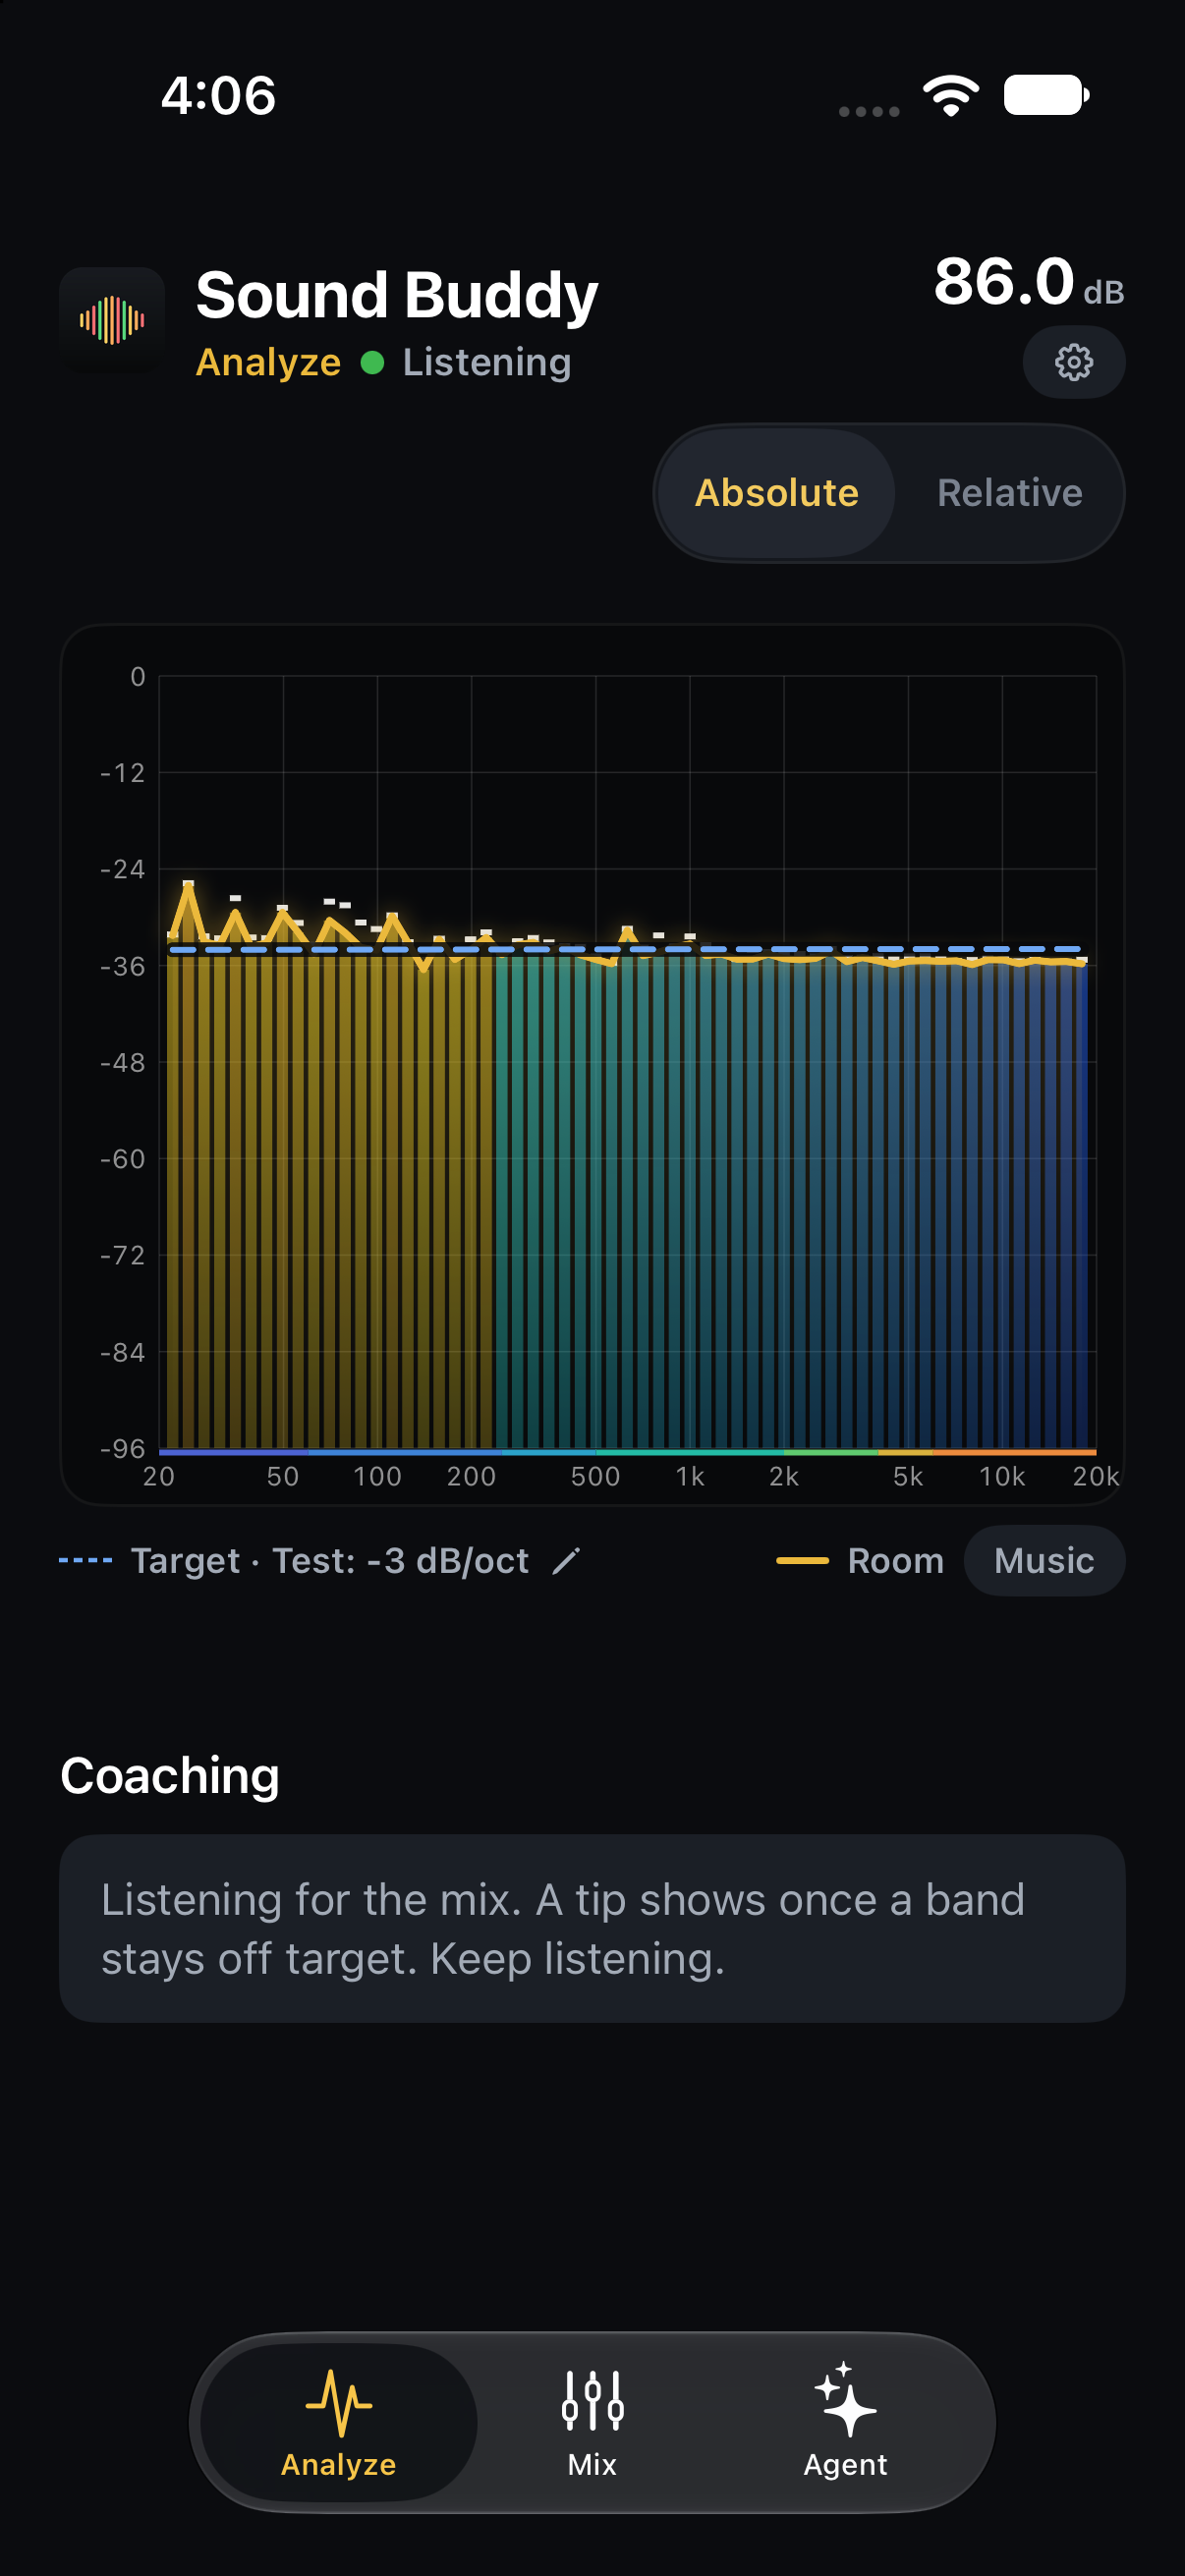 4:06
Sound Buddy
86.0 dB
Analyze Listening
Absolute Relative
0
-12
-24
-36
-48
-60
-72
-84
-96
20 50 100 200 500 1k 2k 5k 10k 20k
Target · Test: -3 dB/oct Room Music
Coaching
Listening for the mix. A tip shows once a band
stays off target. Keep listening.
Analyze Mix Agent